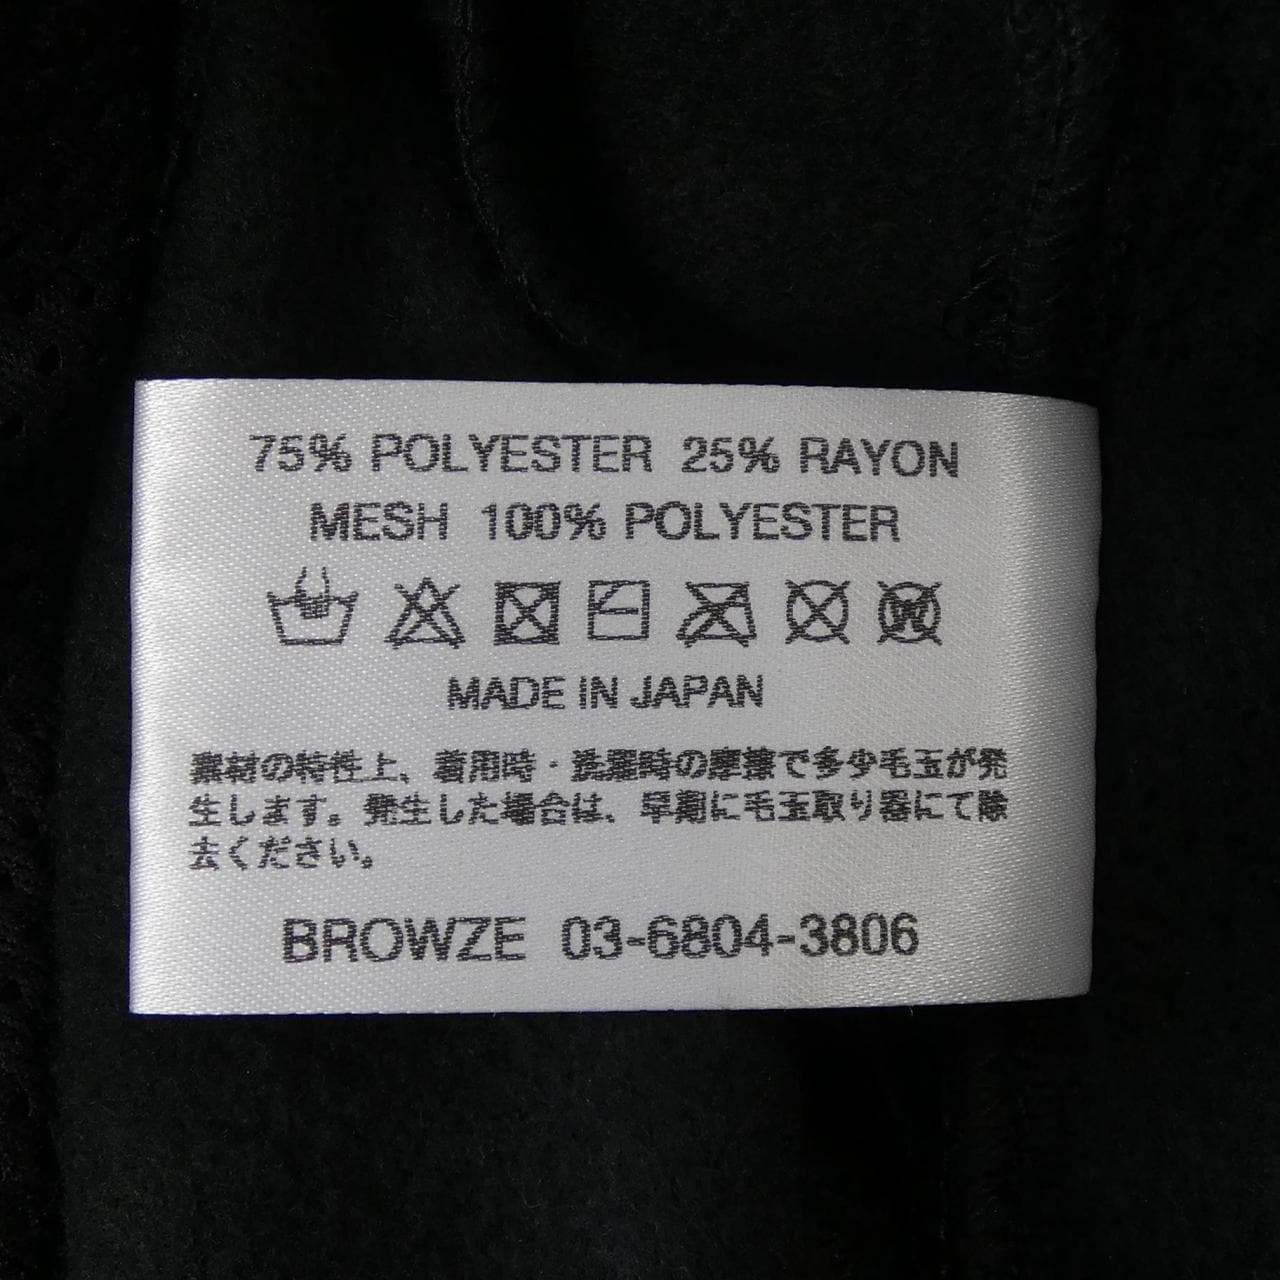 75% POLYESTER 25% RAYON
MESH 100% POLYESTER
W
MADE IN JAPAN
素材の特性上、着用時・洗濯時の摩擦で多少毛玉が発
生します。発生した場合は、早期に毛玉取り器にて除
去ください。
BROWZE 03-6804-3806